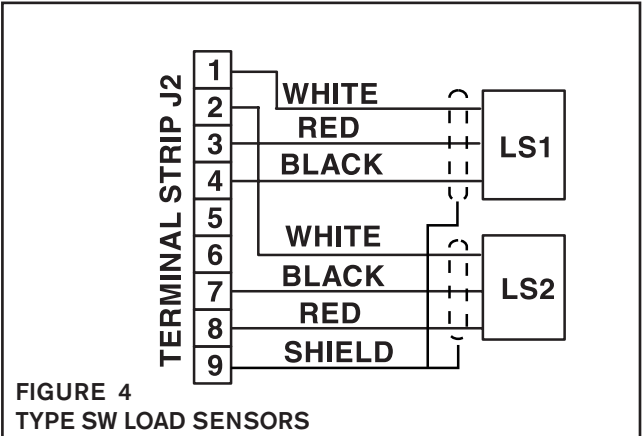 TERMINAL STRIP J2
1
2
3
4
5
6
7
8
9
WHITE
RED
BLACK
LS1
WHITE
BLACK
RED
SHIELD
LS2
FIGURE 4
TYPE SW LOAD SENSORS